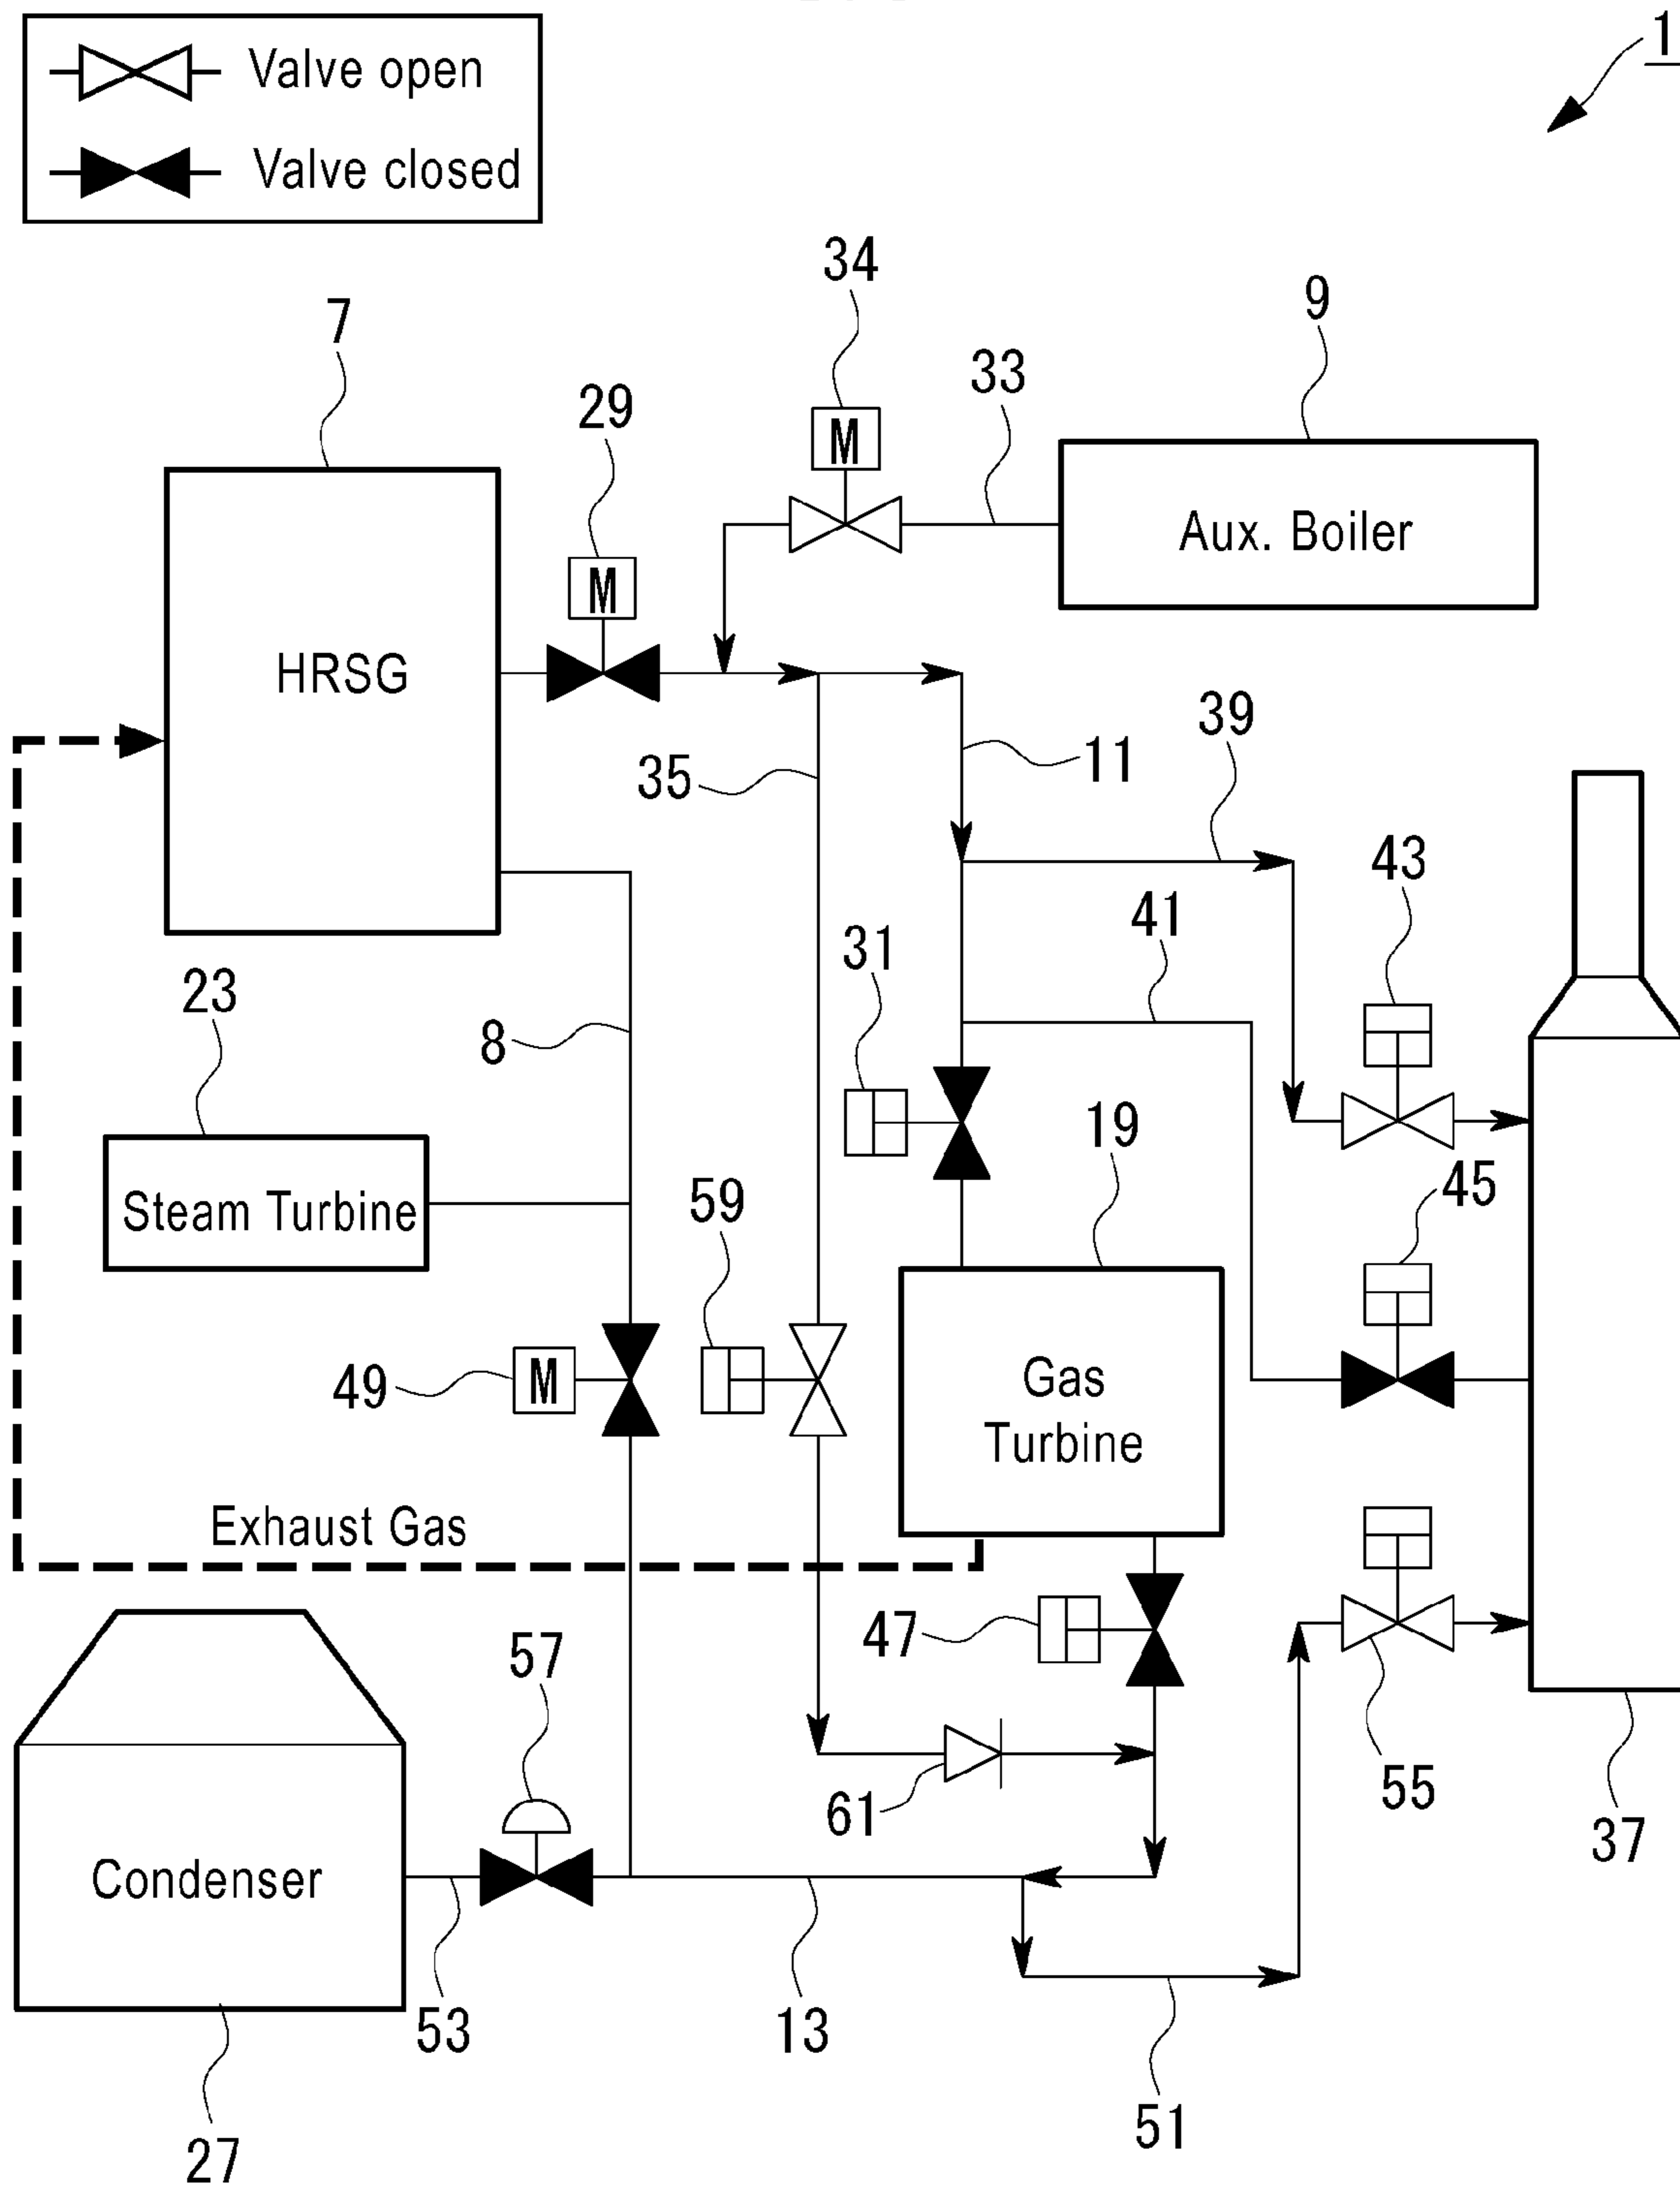 1
Valve open
Valve closed
34
9
7
33
29
M
Aux. Boiler
M
HRSG
39
11
35
43
41
31
23
8
19
45
Steam Turbine
59
Gas
Turbine
49
M
Exhaust Gas
47
57
55
61
37
Condenser
53
13
51
27